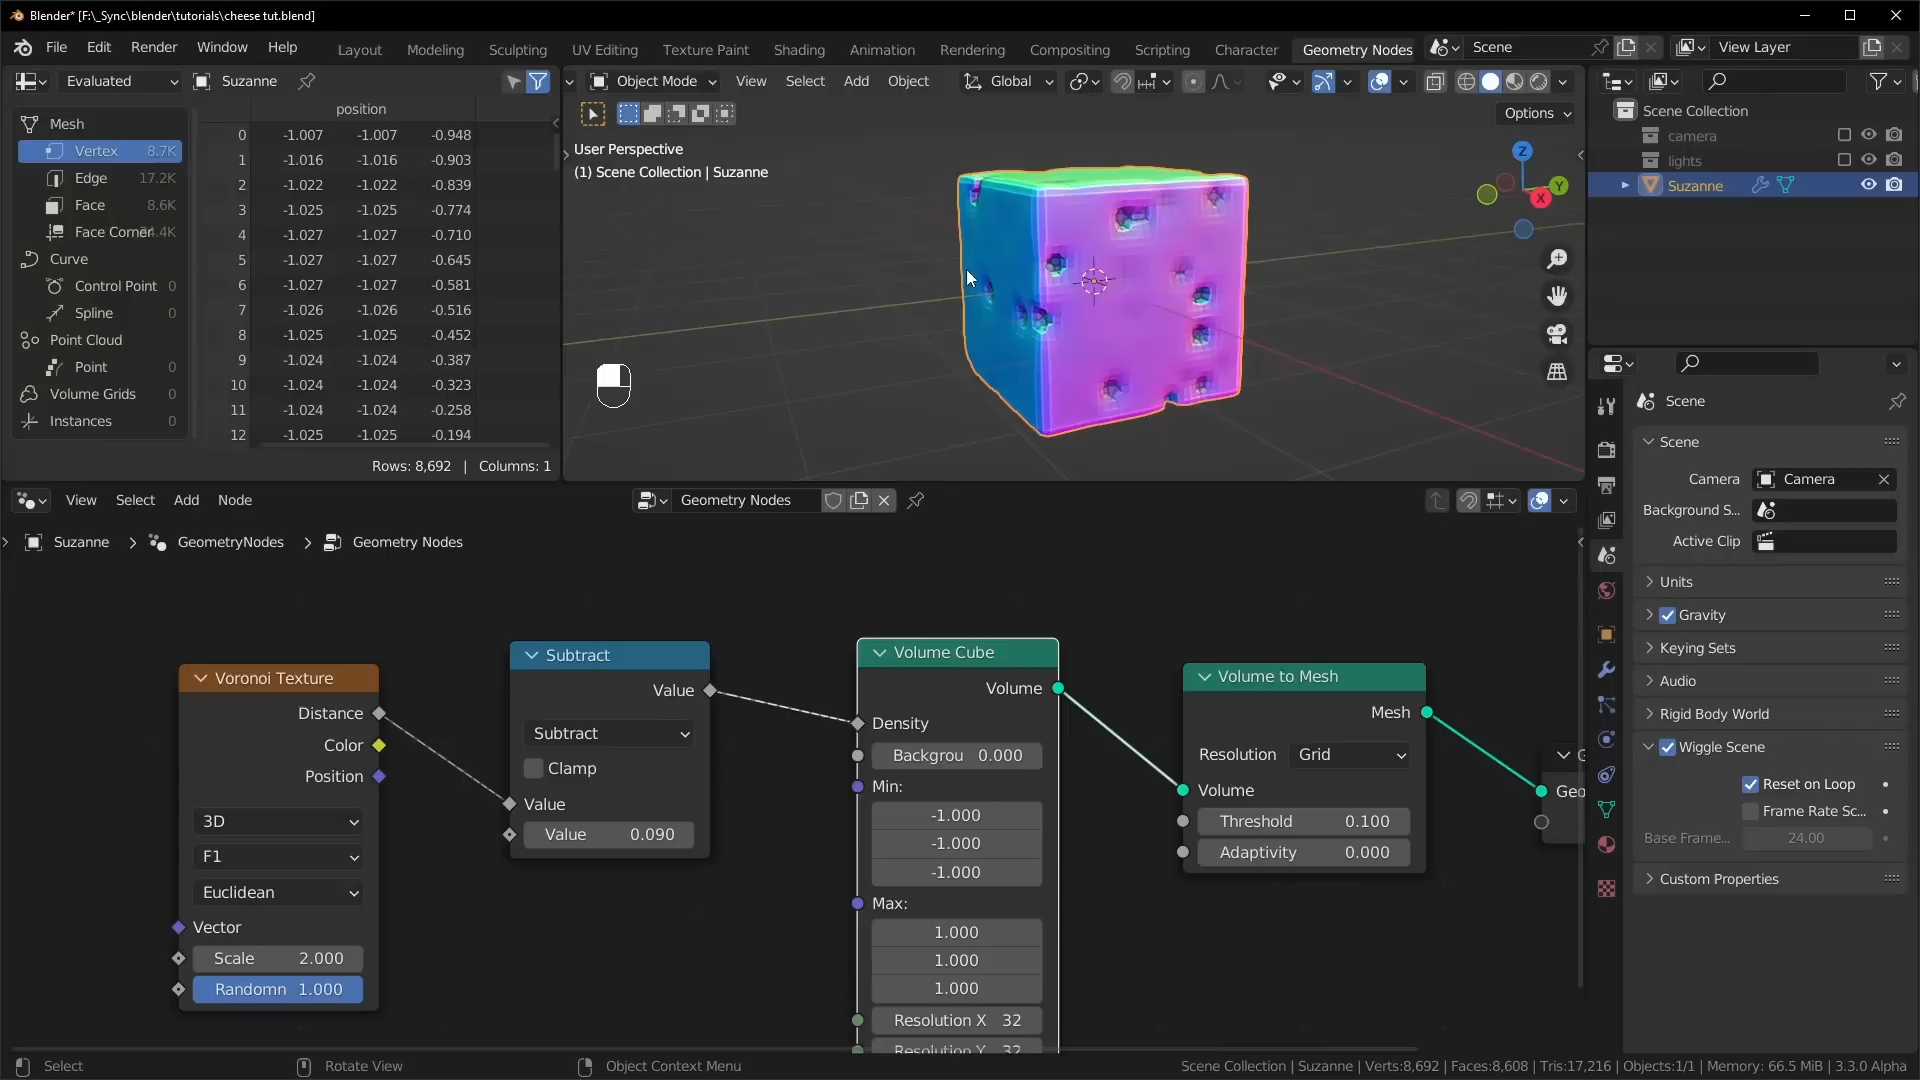 Blender* [F:\_Sync\blender\tutorials\cheese tut.blend]
File Edit Render Window Help
Layout Modeling Sculpting UV Editing Texture Paint Shading Animation Rendering Compositing Scripting Character Geometry Nodes
Scene
View Layer
Evaluated
Suzanne
Object Mode View Select Add Object
Global
Options
Mesh
Vertex 8.7K
Edge 17.2K
Face 8.6K
Face Corner
Curve
Control Point 0
Spline 0
Point Cloud
Point 0
Volume Grids 0
Instances 0
position
0 -1.007 -1.007 -0.948
1 -1.016 -1.016 -0.903
2 -1.022 -1.022 -0.839
3 -1.025 -1.025 -0.774
4 -1.027 -1.027 -0.710
5 -1.027 -1.027 -0.645
6 -1.027 -1.027 -0.581
7 -1.026 -1.026 -0.516
8 -1.025 -1.025 -0.452
9 -1.024 -1.024 -0.387
10 -1.024 -1.024 -0.323
11 -1.024 -1.024 -0.258
12 -1.025 -1.025 -0.194
Rows: 8,692 | Columns: 1
User Perspective
(1) Scene Collection | Suzanne
Z
Y
X
Scene Collection
camera
lights
Suzanne
Scene
Scene
Camera Camera
Background S...
Active Clip
Units
Gravity
Keying Sets
Audio
Rigid Body World
Wiggle Scene
Reset on Loop
Frame Rate Sc...
Base Frame... 24.00
Custom Properties
View Select Add Node
Geometry Nodes
Suzanne > GeometryNodes > Geometry Nodes
Voronoi Texture
Distance
Color
Position
3D
F1
Euclidean
Vector
Scale 2.000
Randomn 1.000
Subtract
Value
Subtract
Clamp
Value
Value 0.090
Volume Cube
Volume
Density
Backgrou 0.000
Min:
-1.000
-1.000
-1.000
Max:
1.000
1.000
1.000
Resolution X 32
Resolution Y 32
Volume to Mesh
Mesh
Resolution Grid
Volume
Threshold 0.100
Adaptivity 0.000
Geo
Select
Rotate View
Object Context Menu
Scene Collection | Suzanne | Verts:8,692 | Faces:8,608 | Tris:17,216 | Objects:1/1 | Memory: 66.5 MiB | 3.3.0 Alpha